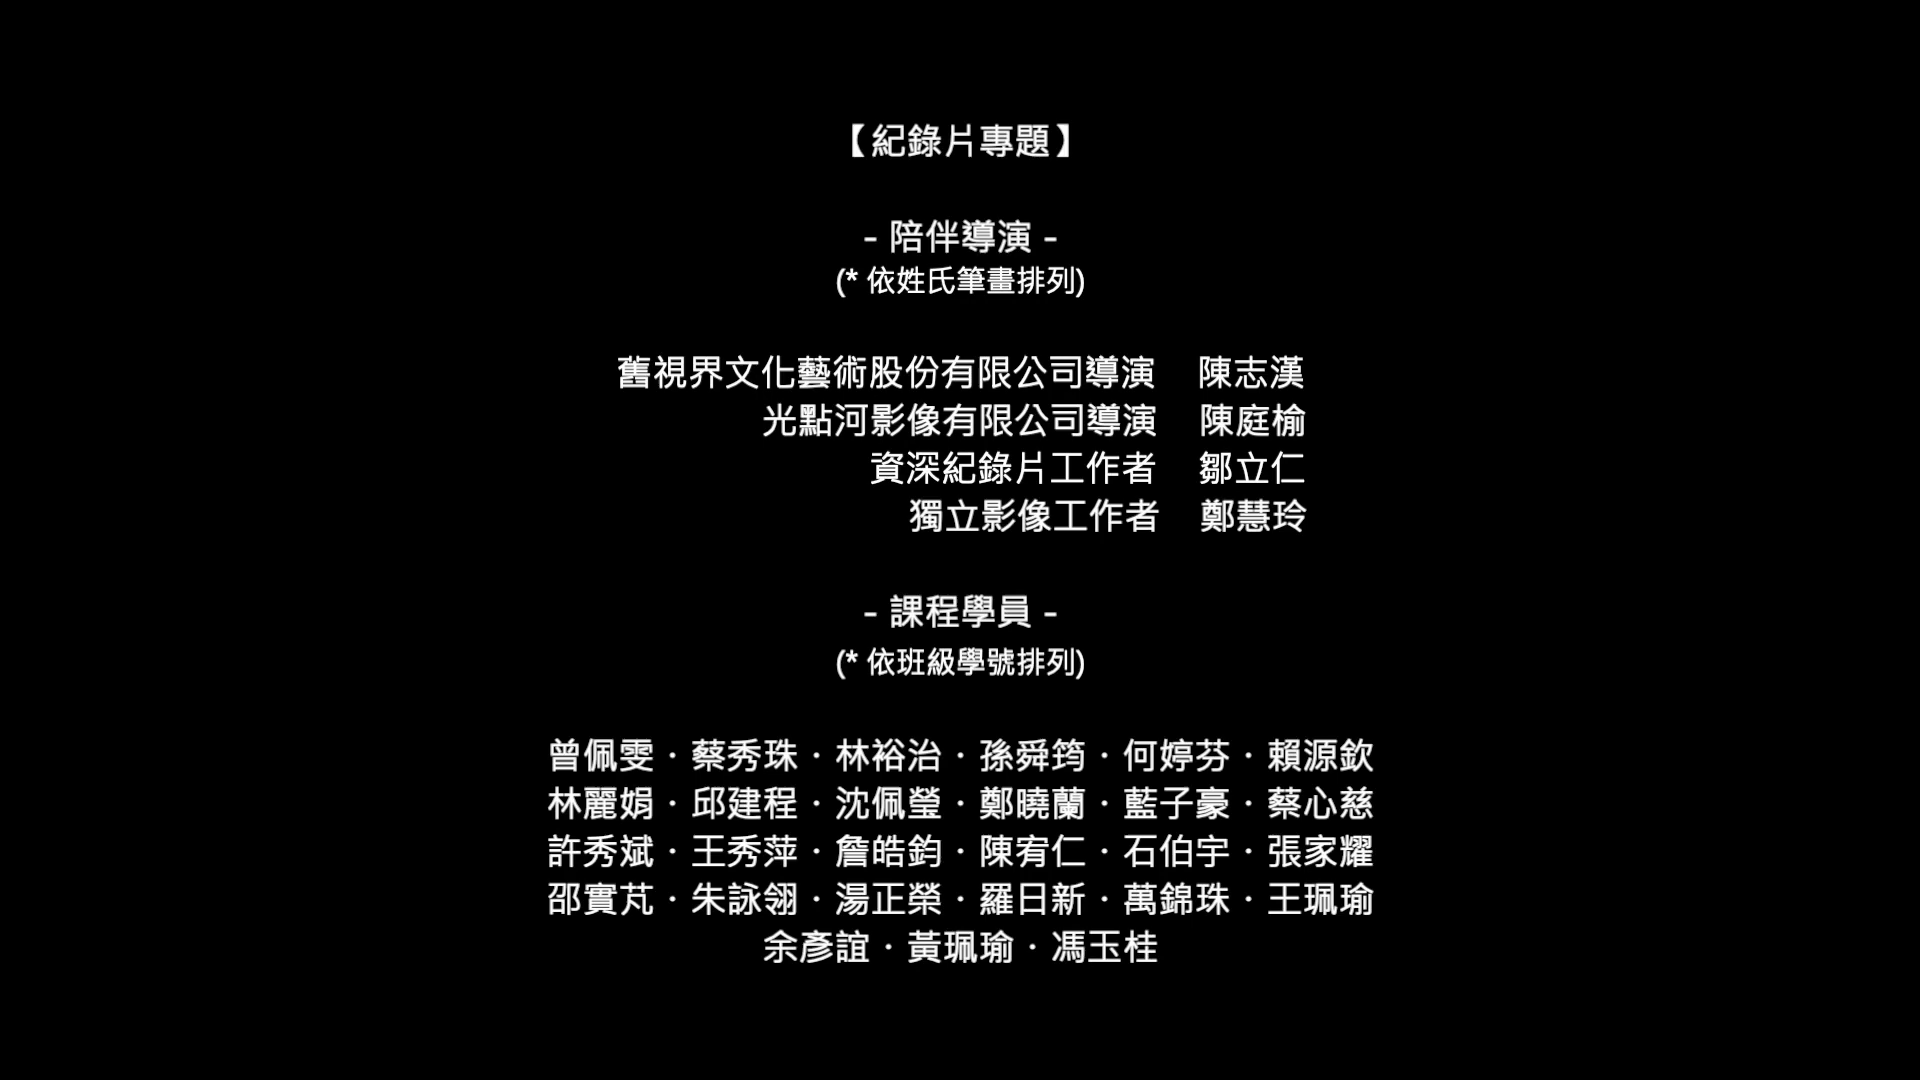 【紀錄片專題】
- 陪伴導演 -
(* 依姓氏筆畫排列)
舊視界文化藝術股份有限公司導演 陳志漢
光點河影像有限公司導演 陳庭榆
資深紀錄片工作者 鄒立仁
獨立影像工作者 鄭慧玲
- 課程學員 -
(* 依班級學號排列)
曾佩雯・蔡秀珠・林裕治・孫舜筠・何婷芬・賴源欽
林麗娟・邱建程・沈佩瑩・鄭曉蘭・藍子豪・蔡心慈
許秀斌・王秀萍・詹皓鈞・陳宥仁・石伯宇・張家耀
邵實芃・朱詠翎・湯正榮・羅日新・萬錦珠・王珮瑜
余彥誼・黃珮瑜・馮玉桂